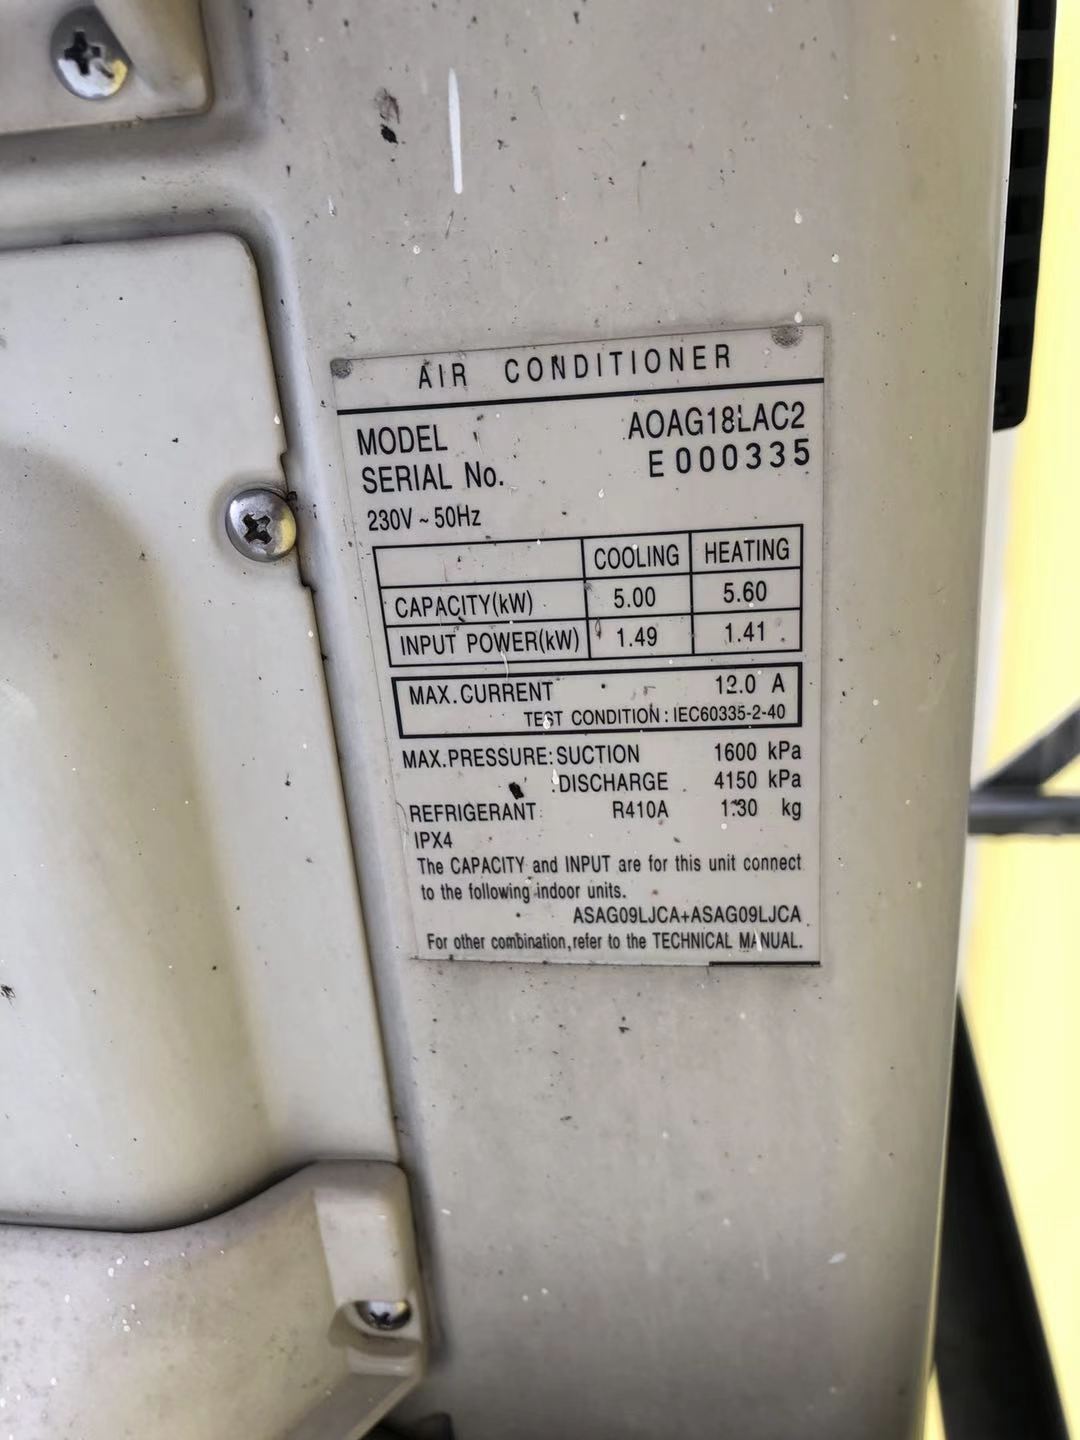 AIR CONDITIONER
MODEL AOAG18LAC2
SERIAL No. E000335
230V ~ 50Hz
COOLING HEATING
CAPACITY(kW) 5.00 5.60
INPUT POWER(kW) 1.49 1.41
MAX.CURRENT 12.0 A
TEST CONDITION : IEC60335-2-40
MAX.PRESSURE: SUCTION 1600 kPa
:DISCHARGE 4150 kPa
REFRIGERANT R410A 1.30 kg
IPX4
The CAPACITY and INPUT are for this unit connect
to the following indoor units.
ASAG09LJCA+ASAG09LJCA
For other combination,refer to the TECHNICAL MANUAL.